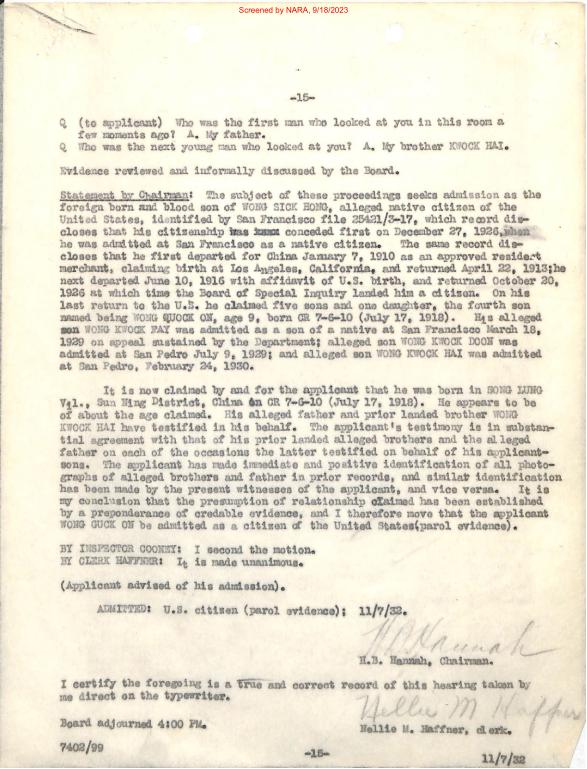 Screened by NARA, 9/18/2023
-15-
Q (to applicant) Who was the first man who looked at you in this room a
few moments ago? A. My father.
Q Who was the next young man who looked at you? A. My brother KWOCK HAI.
Evidence reviewed and informally discussed by the Board.
Statement by Chairman: The subject of these proceedings seeks admission as the
foreign born and blood son of WONG SICK HONG, alleged native citizen of the
United States, identified by San Francisco file 25421/3-17, which record dis-
closes that his citizenship was xxxx conceded first on December 27, 1926, when
he was admitted at San Francisco as a native citizen. The same record dis-
closes that he first departed for China January 7, 1910 as an approved resident
merchant, claiming birth at Los Angeles, California, and returned April 22, 1913;he
next departed June 10, 1916 with affidavit of U.S. birth, and returned October 20,
1926 at which time the Board of Special Inquiry landed him a citizen. On his
last return to the U.S. he claimed five sons and one daughter, the fourth son
named being WONG QUOCK ON, age 9, born CR 7-6-10 (July 17, 1918). His alleged
son WONG KWOCK FAY was admitted as a son of a native at San Francisco March 18,
1929 on appeal sustained by the Department; alleged son WONG KWOCK DOON was
admitted at San Pedro July 9, 1929; and alleged son WONG KWOCK HAI was admitted
at San Pedro, February 24, 1930.
It is now claimed by and for the applicant that he was born in SONG LUNG
Vil., Sun Ning District, China on CR 7-6-10 (July 17, 1918). He appears to be
of about the age claimed. His alleged father and prior landed brother WONG
KWOCK HAI have testified in his behalf. The applicant's testimony is in substan-
tial agreement with that of his prior landed alleged brothers and the alleged
father on each of the occasions the latter testified on behalf of his applicant-
sons. The applicant has made immediate and positive identification of all photo-
graphs of alleged brothers and father in prior records, and similar identification
has been made by the present witnesses of the applicant, and vice versa. It is
my conclusion that the presumption of relationship claimed has been established
by a preponderance of credable evidence, and I therefore move that the applicant
WONG GUCK ON be admitted as a citizen of the United States(parol evidence).
BY INSPECTOR COONEY: I second the motion.
BY CLERK HAFFNER: It is made unanimous.
(Applicant advised of his admission).
ADMITTED: U.S. citizen (parol evidence); 11/7/32.
H B Hannah
H.B. Hannah, Chairman.
I certify the foregoing is a true and correct record of this hearing taken by
me direct on the typewriter.
Nellie M Haffner
Board adjourned 4:00 PM.
Nellie M. Haffner, clerk.
7402/99
-15-
11/7/32